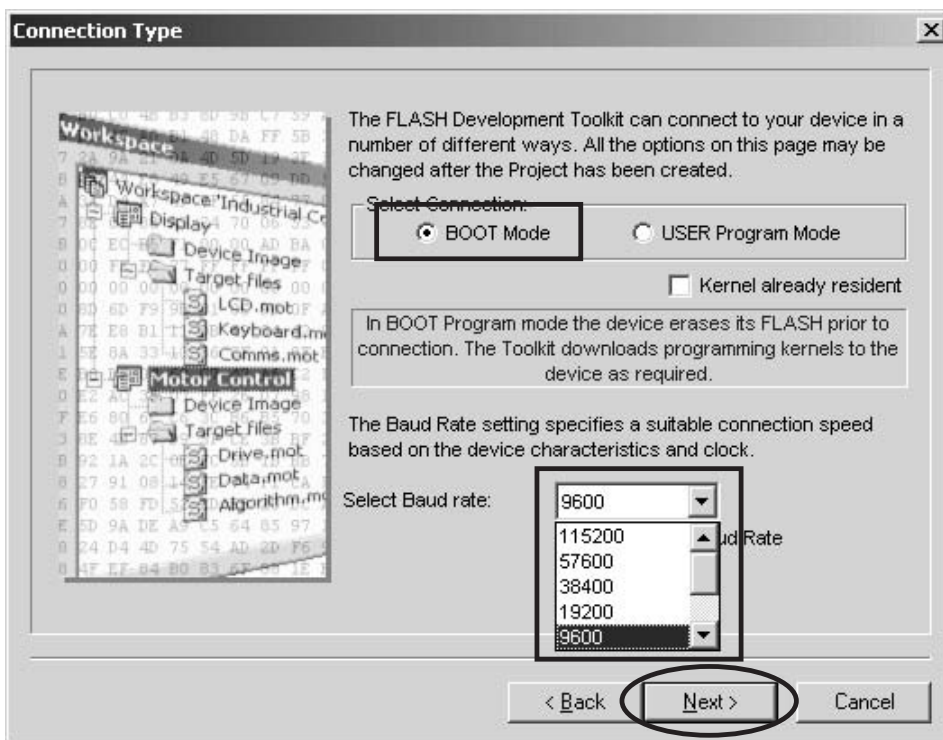 Connection Type
Workspace
Workspace 'Industrial Co
Display
Device Image
Target files
LCD.mot
Keyboard.mo
Comms.mot
Motor Control
Device Image
Target files
Drive.mot
Data.mot
Algorithm.mo
The FLASH Development Toolkit can connect to your device in a
number of different ways. All the options on this page may be
changed after the Project has been created.
Select Connection:
BOOT Mode
USER Program Mode
Kernel already resident
In BOOT Program mode the device erases its FLASH prior to
connection. The Toolkit downloads programming kernels to the
device as required.
The Baud Rate setting specifies a suitable connection speed
based on the device characteristics and clock.
Select Baud rate:
9600
115200
57600
38400
19200
9600
ud Rate
< Back
Next >
Cancel